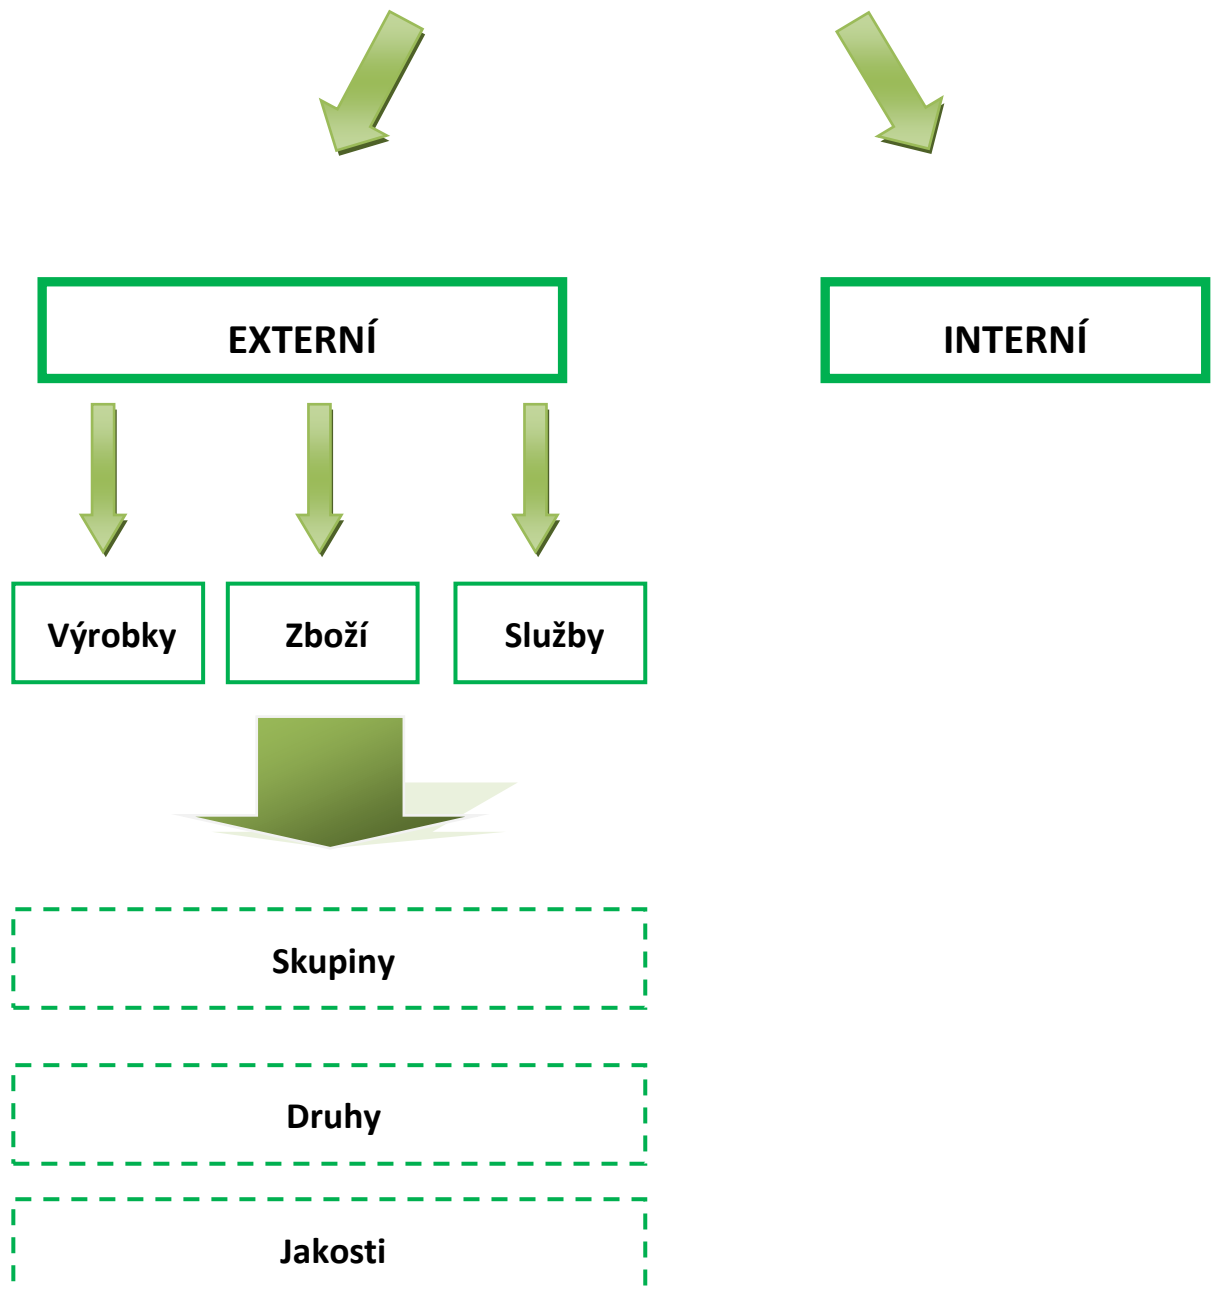 EXTERNÍ
INTERNÍ
Výrobky
Zboží
Služby
Skupiny
Druhy
Jakosti